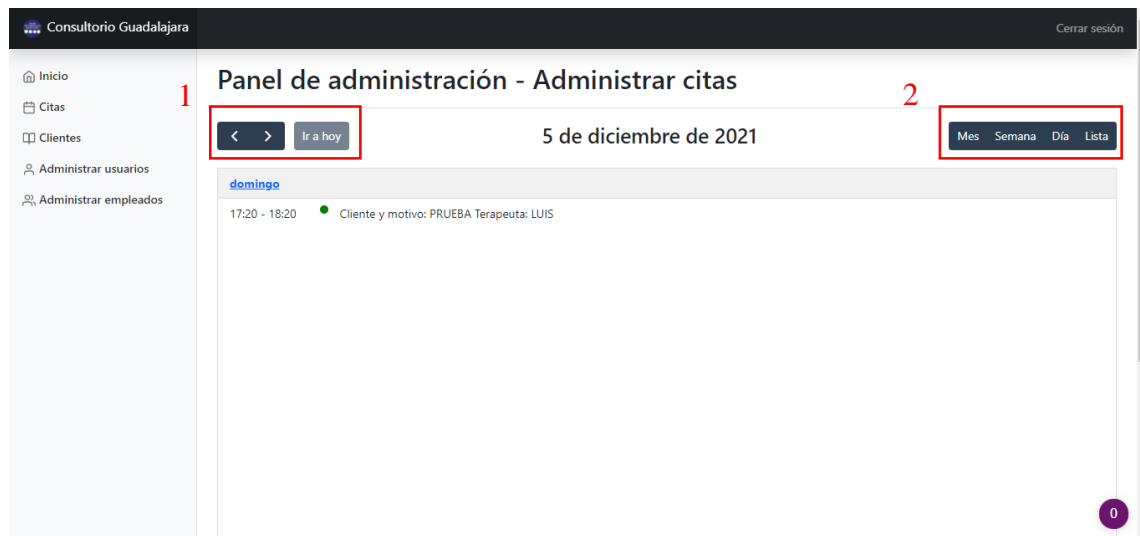 Consultorio Guadalajara
Cerrar sesión
Inicio
Citas
Clientes
Administrar usuarios
Administrar empleados
Panel de administración - Administrar citas
1
2
Ir a hoy
5 de diciembre de 2021
Mes Semana Día Lista
domingo
17:20 - 18:20 Cliente y motivo: PRUEBA Terapeuta: LUIS
0